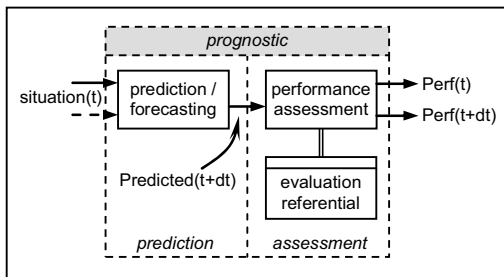 prognostic
situation(t)
prediction /
forecasting
performance
assessment
Perf(t)
Perf(t+dt)
Predicted(t+dt)
evaluation
referential
prediction
assessment